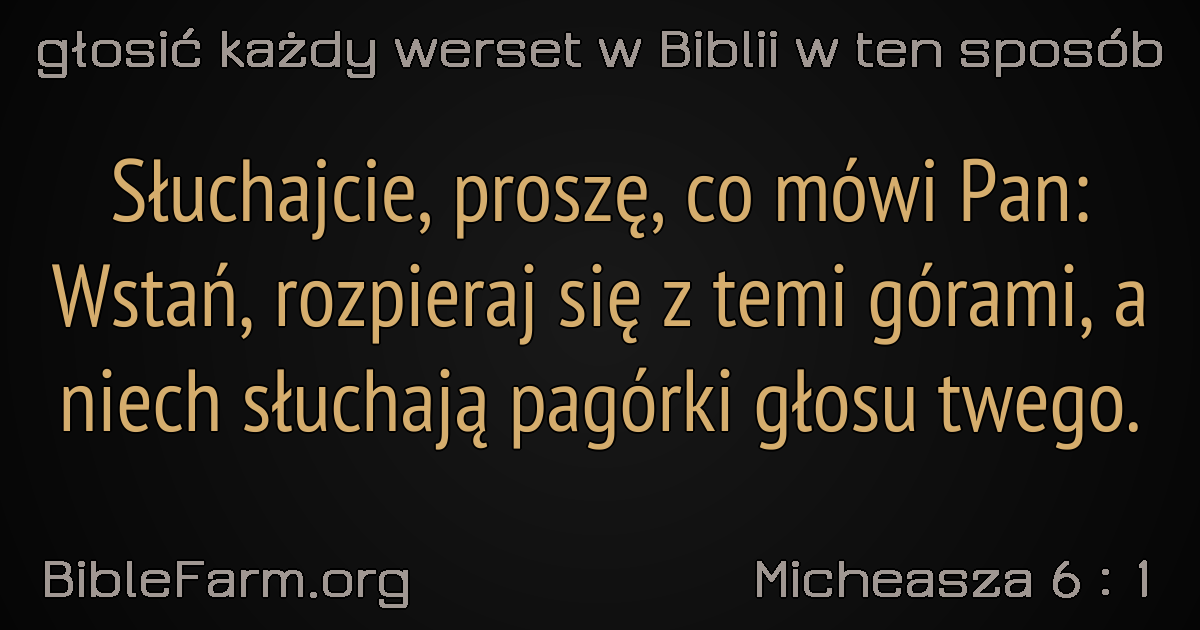 głosić każdy werset w Biblii w ten sposób
Słuchajcie, proszę, co mówi Pan:
Wstań, rozpieraj się z temi górami, a
niech słuchają pagórki głosu twego.
BibleFarm.org
Micheasza 6 : 1